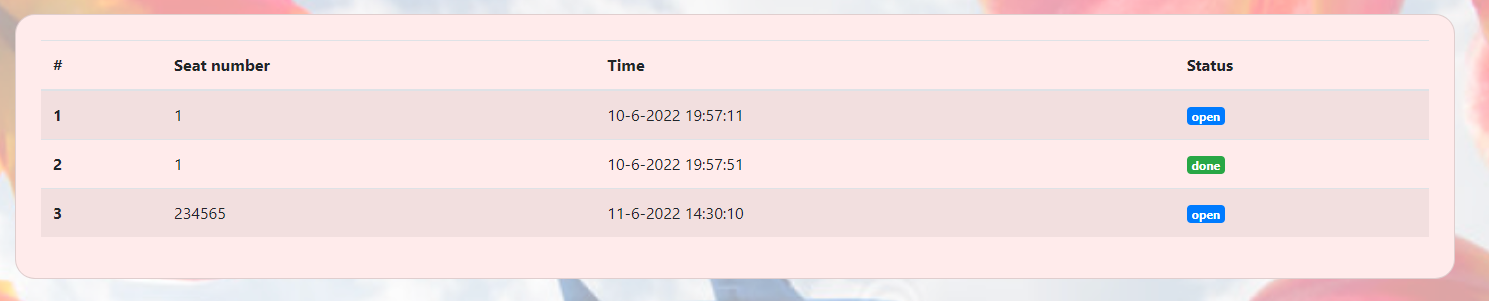 # Seat number Time Status
1 1 10-6-2022 19:57:11 open
2 1 10-6-2022 19:57:51 done
3 234565 11-6-2022 14:30:10 open